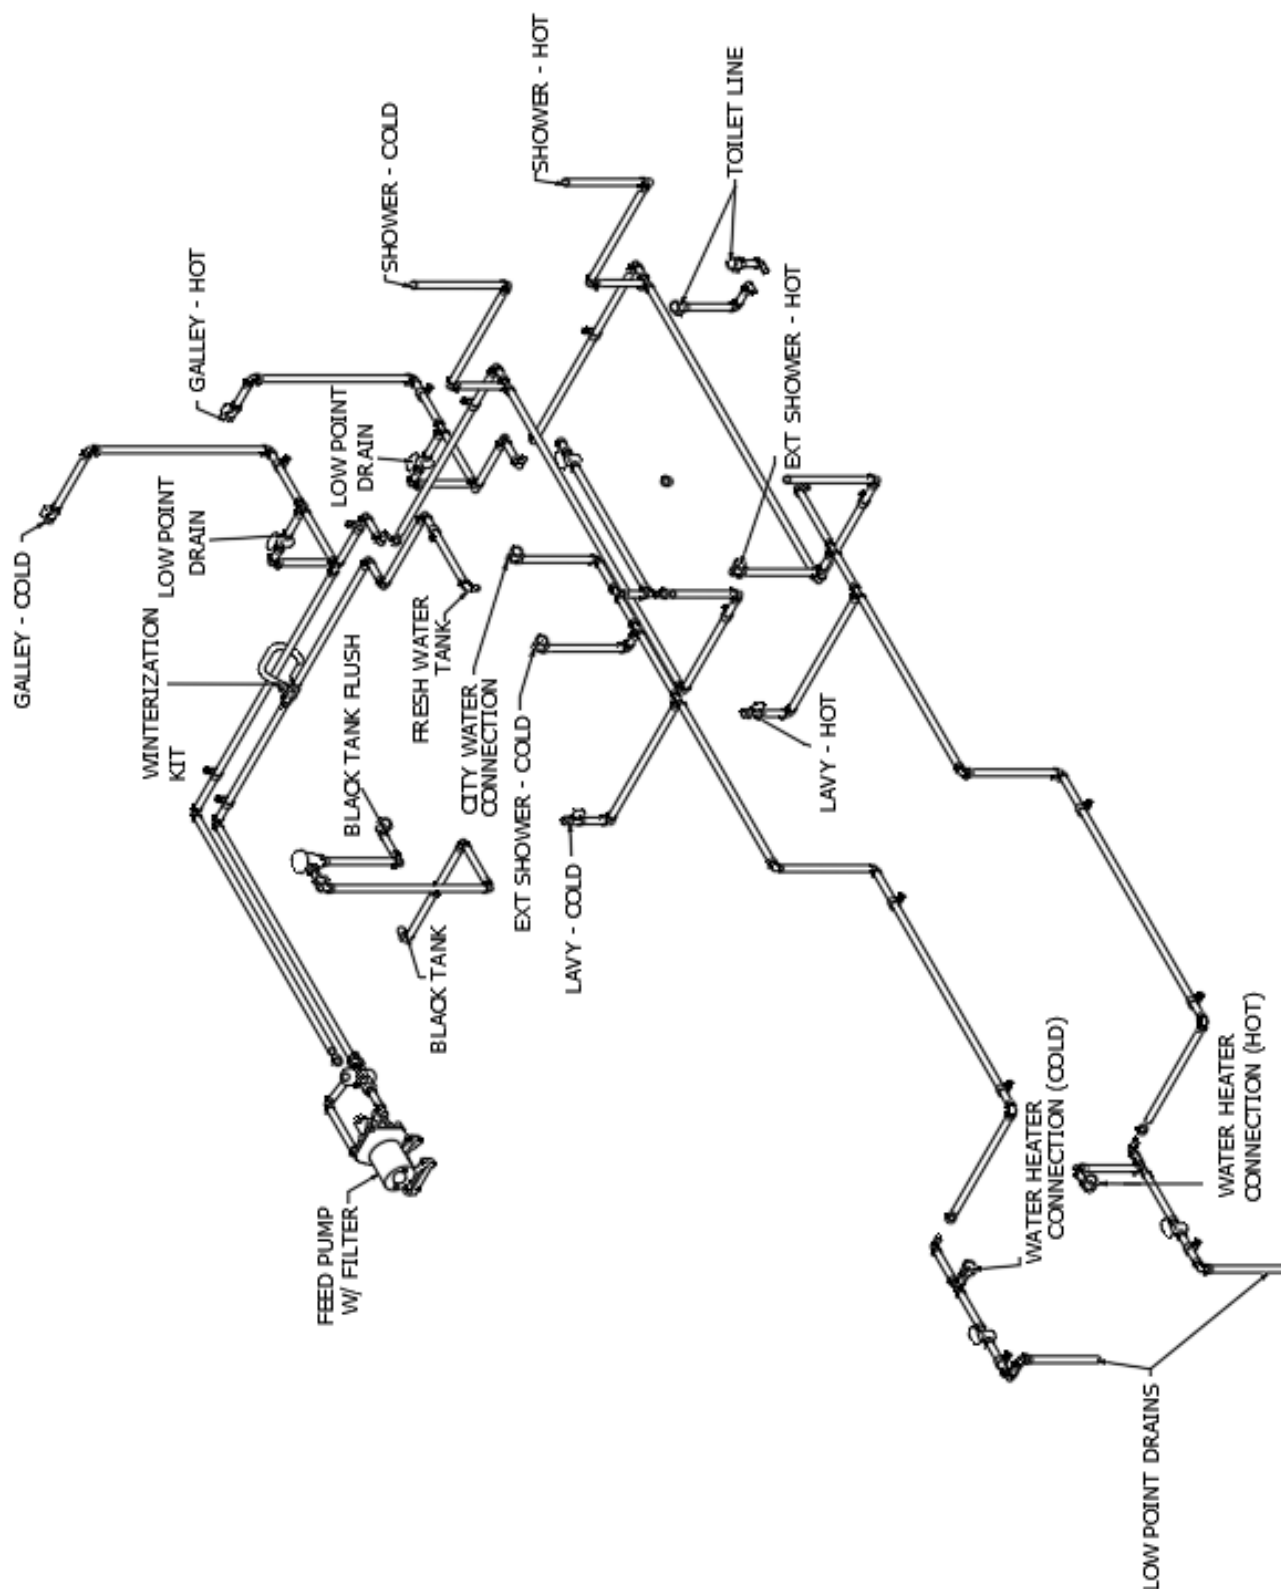 GALLEY - COLD
GALLEY - HOT
SHOWER - COLD
SHOWER - HOT
TOILET LINE
LOW POINT
DRAIN
LOW POINT
DRAIN
EXT SHOWER - HOT
WINTERIZATION
KIT
BLACK TANK FLUSH
FRESH WATER
TANK
CITY WATER
CONNECTION
EXT SHOWER - COLD
LAVY - HOT
LAVY - COLD
BLACK TANK
FEED PUMP
W/ FILTER
WATER HEATER
CONNECTION (COLD)
WATER HEATER
CONNECTION (HOT)
LOW POINT DRAINS